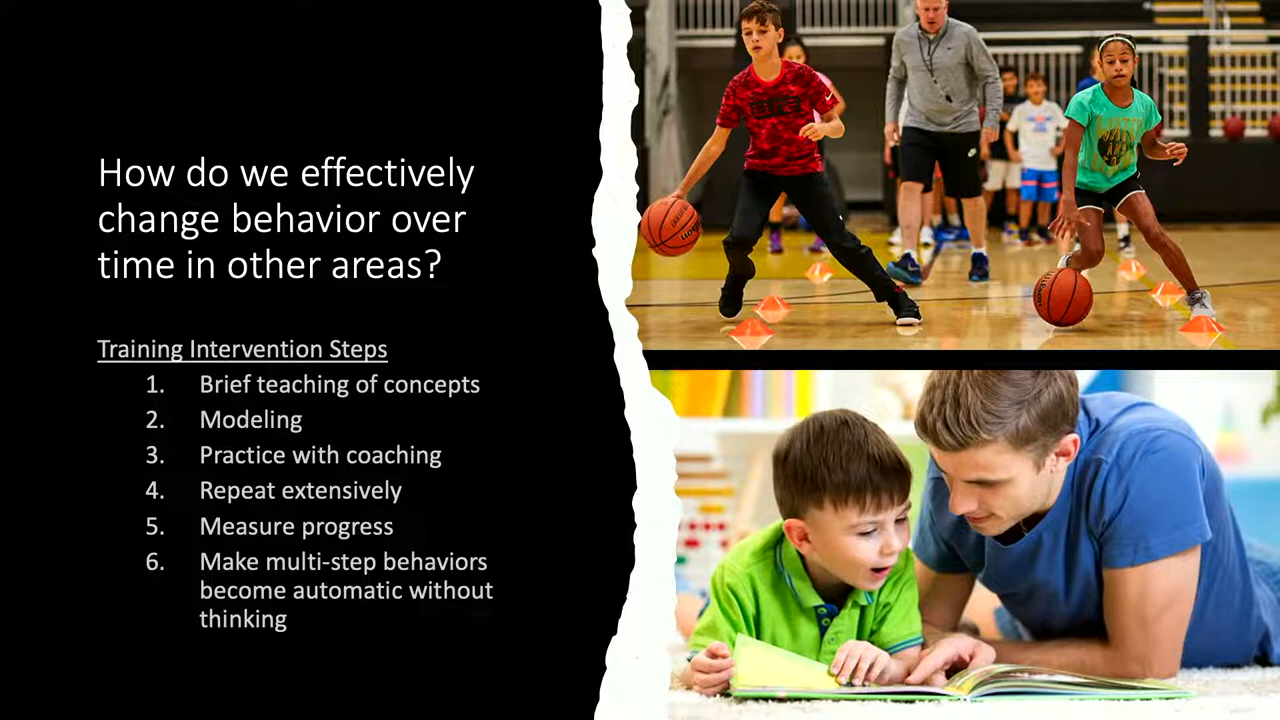 How do we effectively
change behavior over
time in other areas?
Training Intervention Steps
1. Brief teaching of concepts
2. Modeling
3. Practice with coaching
4. Repeat extensively
5. Measure progress
6. Make multi-step behaviors
become automatic without
thinking